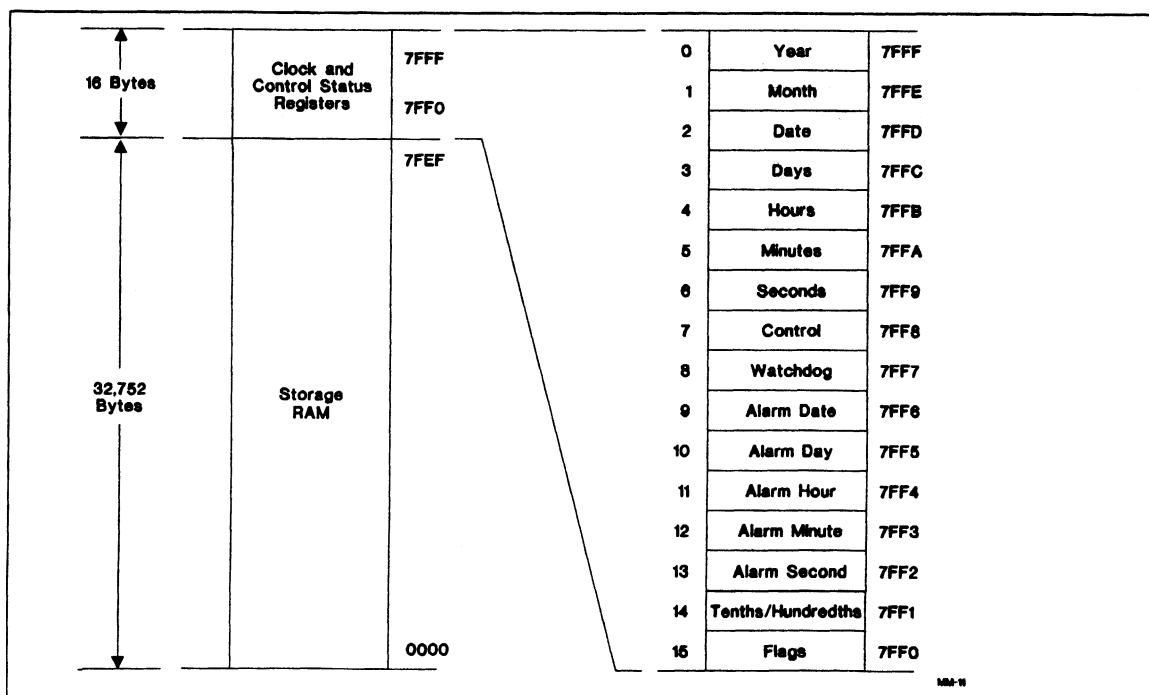 16 Bytes
Clock and
Control Status
Registers
7FFF
7FF0
7FEF
32,752
Bytes
Storage
RAM
0000
0 Year 7FFF
1 Month 7FFE
2 Date 7FFD
3 Days 7FFC
4 Hours 7FFB
5 Minutes 7FFA
6 Seconds 7FF9
7 Control 7FF8
8 Watchdog 7FF7
9 Alarm Date 7FF6
10 Alarm Day 7FF5
11 Alarm Hour 7FF4
12 Alarm Minute 7FF3
13 Alarm Second 7FF2
14 Tenths/Hundredths 7FF1
15 Flags 7FF0
MM-11